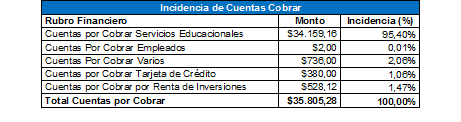 Incidencia de Cuentas Cobrar
Rubro Financiero Monto Incidencia (%)
Cuentas por Cobrar Servicios Educacionales $34.159,16 95,40%
Cuentas Por Cobrar Empleados $2,00 0,01%
Cuentas Por Cobrar Varios $736,00 2,06%
Cuentas por Cobrar Tarjeta de Crédito $380,00 1,06%
Cuentas por Cobrar por Renta de Inversiones $528,12 1,47%
Total Cuentas por Cobrar $35.805,28 100,00%